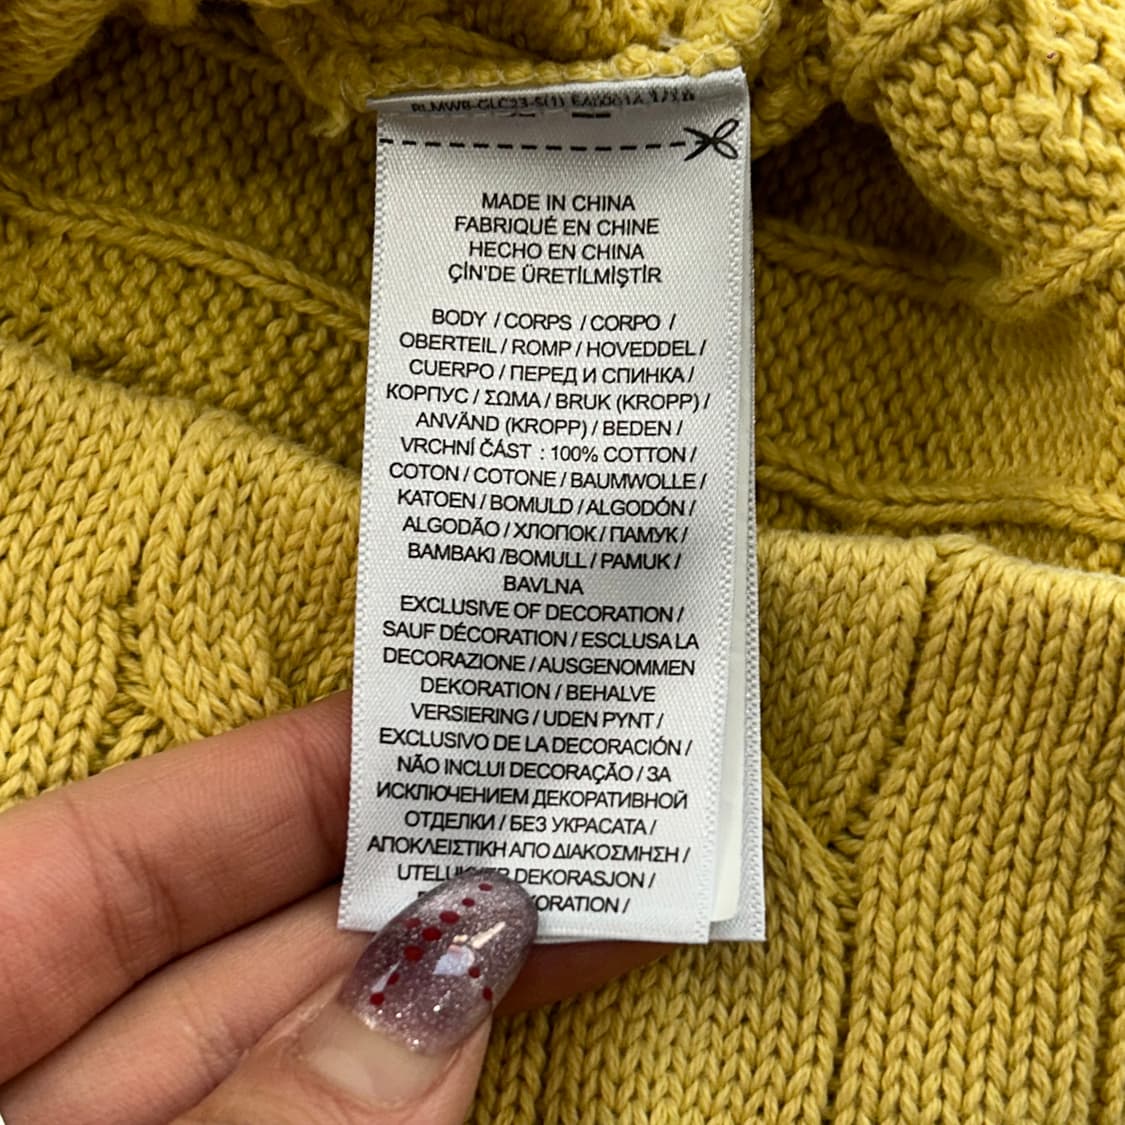 MADE IN CHINA
FABRIQUÉ EN CHINE
HECHO EN CHINA
ÇİN'DE ÜRETİLMİŞTİR
BODY / CORPS / CORPO /
OBERTEIL / ROMP / HOVEDDEL /
CUERPO / ПЕРЕД И СПИНКА /
КОРПУС / ΣΩΜΑ / BRUK (KROPP) /
ANVÄND (KROPP) / BEDEN /
VRCHNÍ ČÁST : 100% COTTON /
COTON / COTONE / BAUMWOLLE /
KATOEN / BOMULD / ALGODÓN /
ALGODÃO / ХЛОПОК / ПАМУК /
BAMBAKI /BOMULL / PAMUK /
BAVLNA
EXCLUSIVE OF DECORATION /
SAUF DÉCORATION / ESCLUSA LA
DECORAZIONE / AUSGENOMMEN
DEKORATION / BEHALVE
VERSIERING / UDEN PYNT /
EXCLUSIVO DE LA DECORACIÓN /
NÃO INCLUI DECORAÇÃO / ЗА
ИСКЛЮЧЕНИЕМ ДЕКОРАТИВНОЙ
ОТДЕЛКИ / БЕЗ УКРАСАТА /
ΑΠΟΚΛΕΙΣΤΙΚΗ ΑΠΟ ΔΙΑΚΟΣΜΗΣΗ /
DEKORASJON /